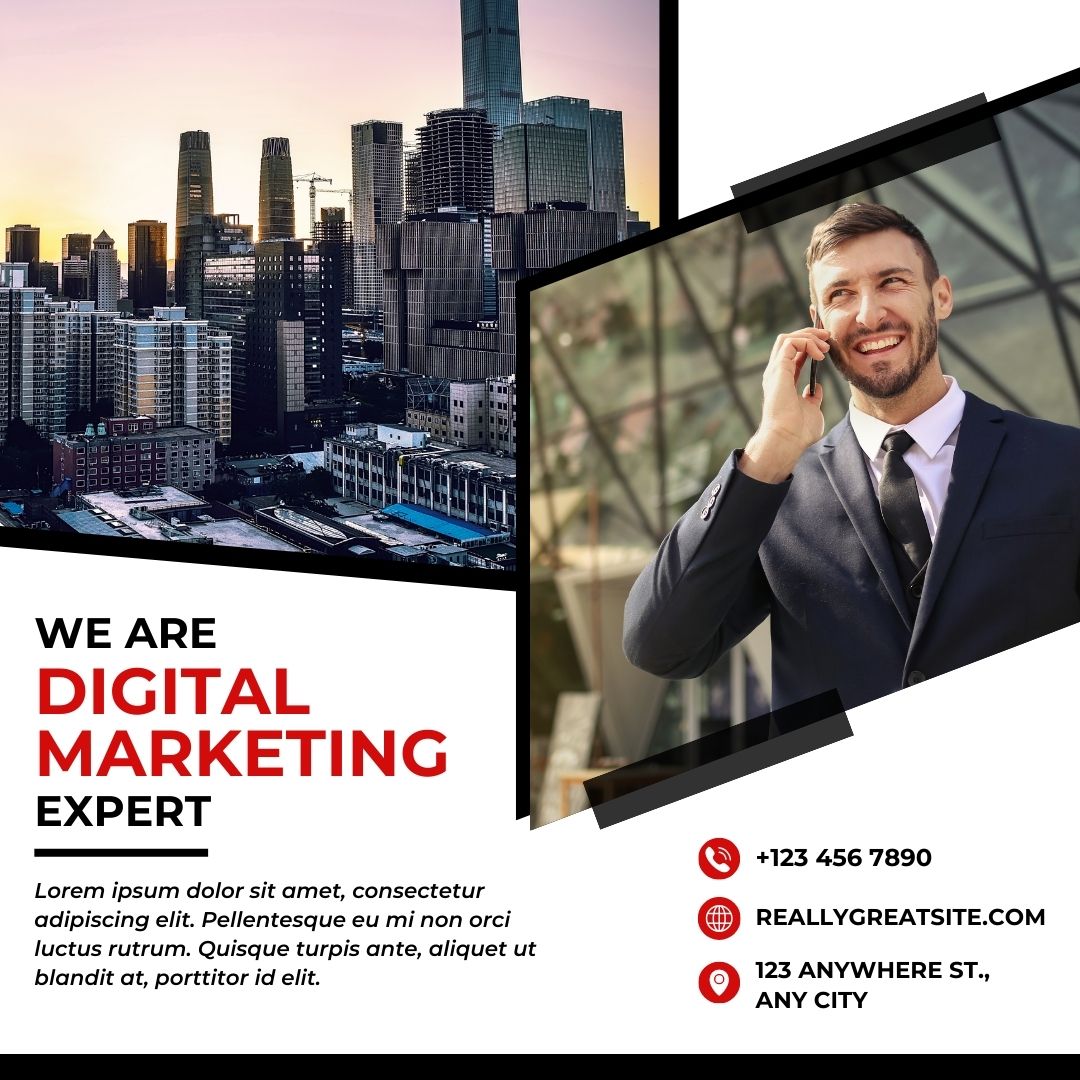 WE ARE
DIGITAL
MARKETING
EXPERT
Lorem ipsum dolor sit amet, consectetur
adipiscing elit. Pellentesque eu mi non orci
luctus rutrum. Quisque turpis ante, aliquet ut
blandit at, porttitor id elit.
+123 456 7890
REALLYGREATSITE.COM
123 ANYWHERE ST.,
ANY CITY